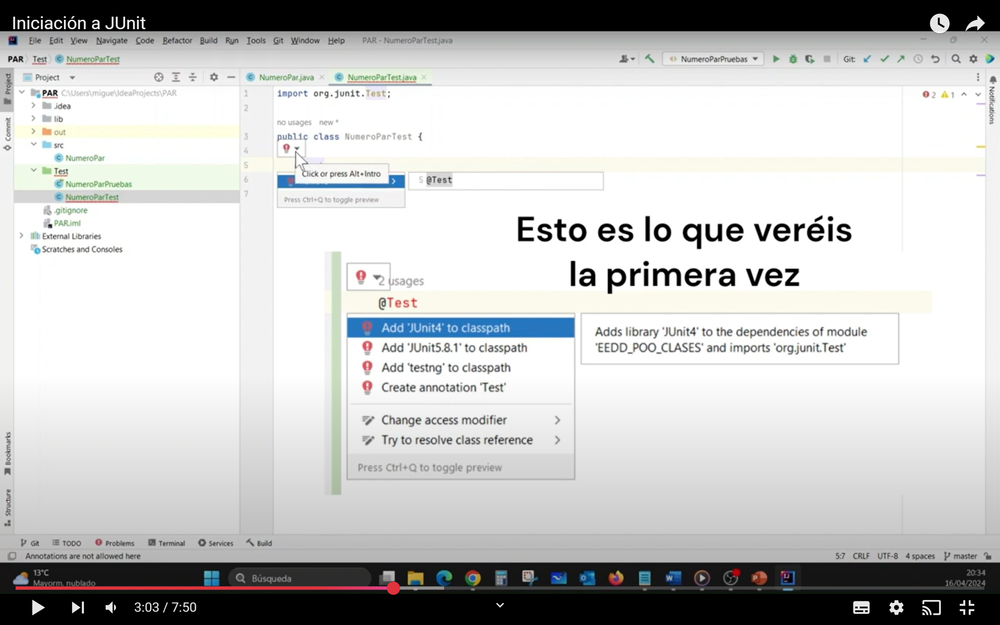 Iniciación a JUnit
File Edit View Navigate Code Refactor Build Run Tools Git Window Help PAR - NumeroParTest.java
PAR Test NumeroParTest NumeroParPruebas Git:
Project
Project
Commit
Bookmarks
Structure
Notifications
PAR C:\Users\migue\IdeaProjects\PAR
.idea
lib
out
src
NumeroPar
Test
NumeroParPruebas
NumeroParTest
.gitignore
PAR.iml
External Libraries
Scratches and Consoles
NumeroPar.java NumeroParTest.java
1 import org.junit.Test;
2
no usages new *
3 public class NumeroParTest {
4
5
6
7
2 1
Click or press Alt+Intro
5 @Test
Press Ctrl+Q to toggle preview
Esto es lo que veréis
la primera vez
2 usages
@Test
Add 'JUnit4' to classpath
Add 'JUnit5.8.1' to classpath
Add 'testng' to classpath
Create annotation 'Test'
Change access modifier
Try to resolve class reference
Press Ctrl+Q to toggle preview
Adds library 'JUnit4' to the dependencies of module
'EEDD_POO_CLASES' and imports 'org.junit.Test'
Git TODO Problems Terminal Services Build
Annotations are not allowed here 5:7 CRLF UTF-8 4 spaces master
13°C
Mayorm. nublado
Búsqueda
20:34
16/04/2024
3:03 / 7:50